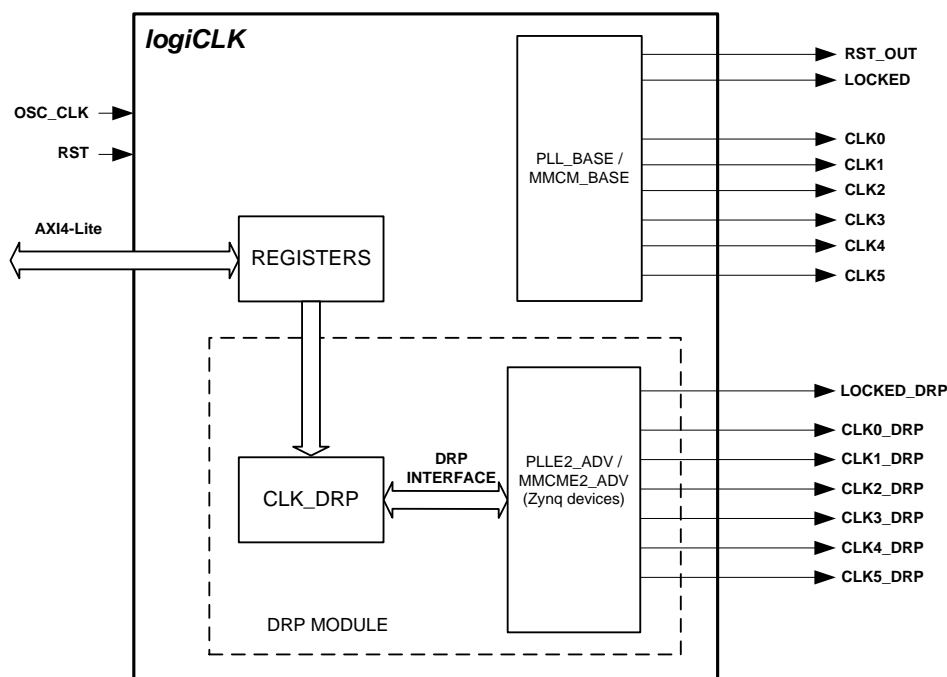 logiCLK
OSC_CLK
RST
AXI4-Lite
REGISTERS
PLL_BASE /
MMCM_BASE
RST_OUT
LOCKED
CLK0
CLK1
CLK2
CLK3
CLK4
CLK5
CLK_DRP
DRP
INTERFACE
PLLE2_ADV /
MMCME2_ADV
(Zynq devices)
DRP MODULE
LOCKED_DRP
CLK0_DRP
CLK1_DRP
CLK2_DRP
CLK3_DRP
CLK4_DRP
CLK5_DRP